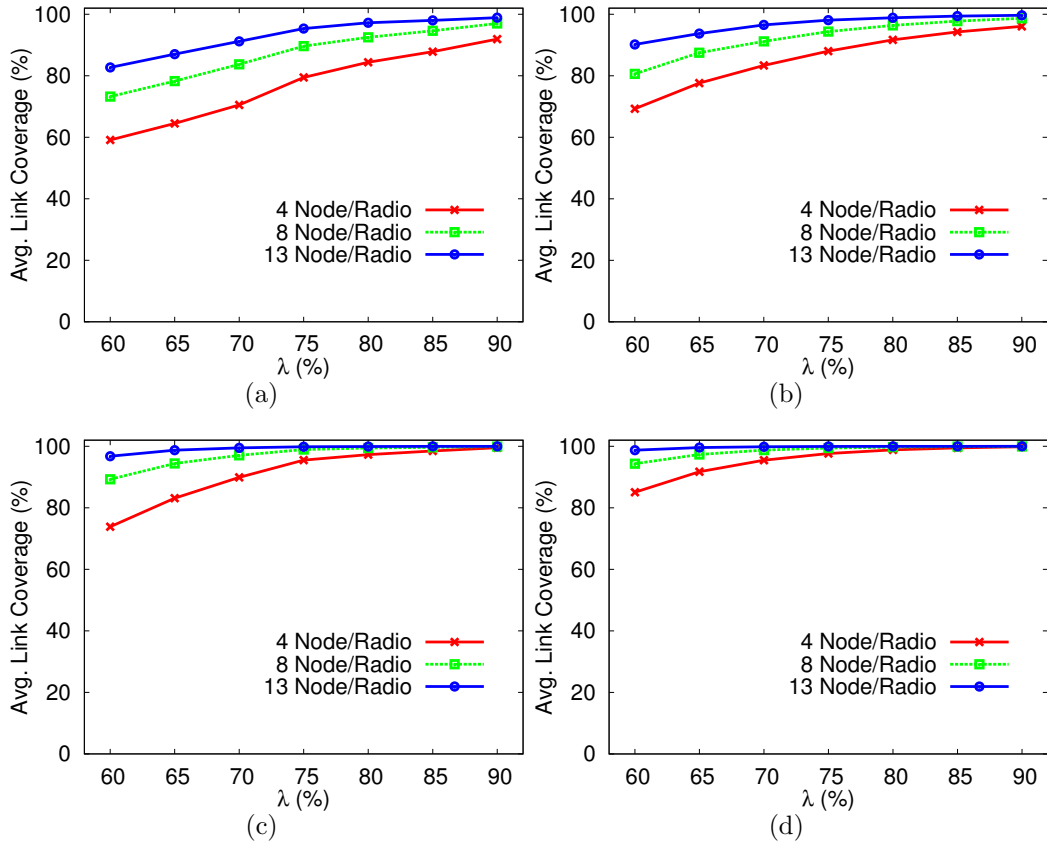 100
80
60
40
20
0
Avg. Link Coverage (%)
4 Node/Radio
8 Node/Radio
13 Node/Radio
60 65 70 75 80 85 90
λ (%)
(a)
100
80
60
40
20
0
Avg. Link Coverage (%)
4 Node/Radio
8 Node/Radio
13 Node/Radio
60 65 70 75 80 85 90
λ (%)
(b)
100
80
60
40
20
0
Avg. Link Coverage (%)
4 Node/Radio
8 Node/Radio
13 Node/Radio
60 65 70 75 80 85 90
λ (%)
(c)
100
80
60
40
20
0
Avg. Link Coverage (%)
4 Node/Radio
8 Node/Radio
13 Node/Radio
60 65 70 75 80 85 90
λ (%)
(d)